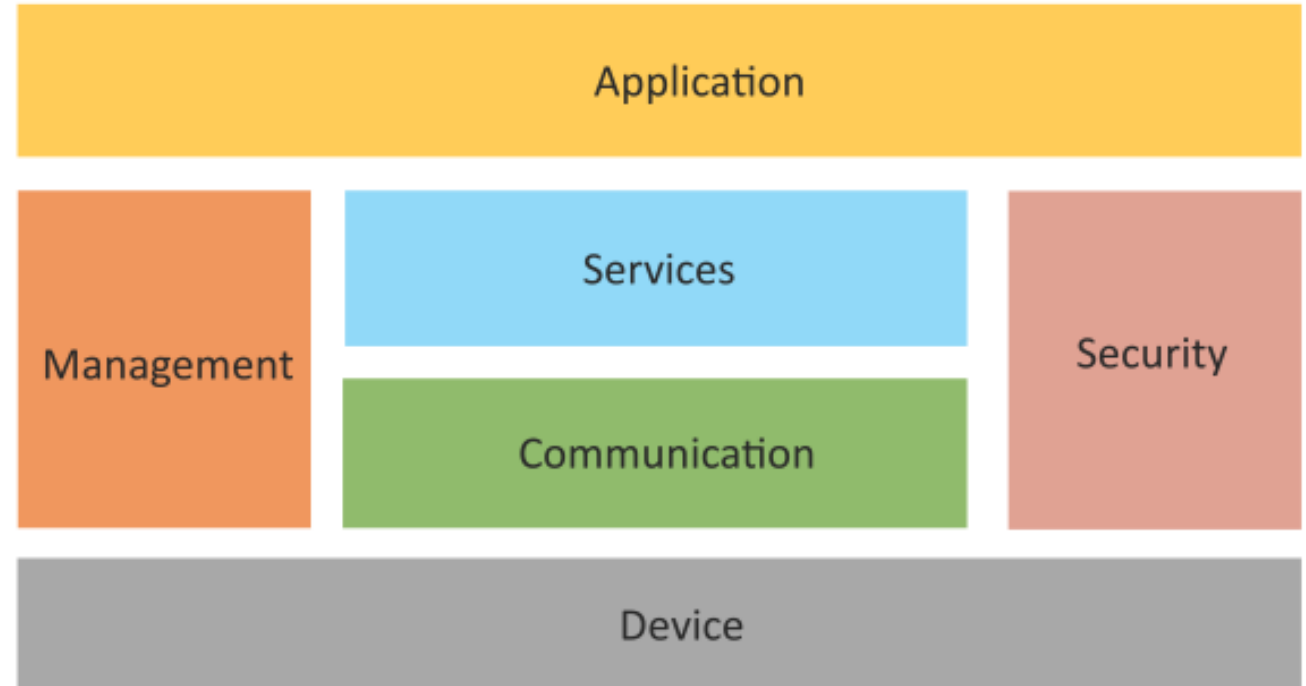 Application
Management
Services
Security
Communication
Device